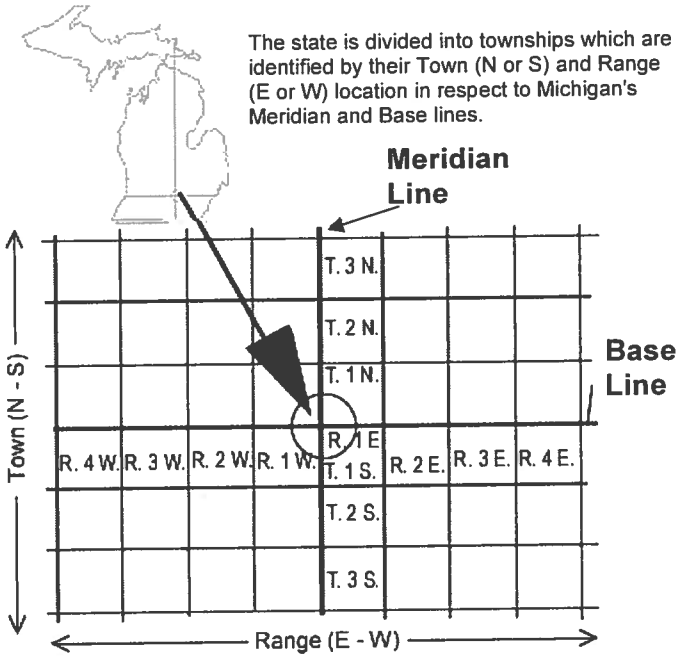 The state is divided into townships which are
identified by their Town (N or S) and Range
(E or W) location in respect to Michigan's
Meridian and Base lines.
Meridian
Line
T. 3 N.
T. 2 N.
T. 1 N.
Base
Line
Town (N - S)
R. 4 W. R. 3 W. R. 2 W. R. 1 W. R. 1 E R. 2 E. R. 3 E. R. 4 E.
T. 1 S.
T. 2 S.
T. 3 S.
Range (E - W)